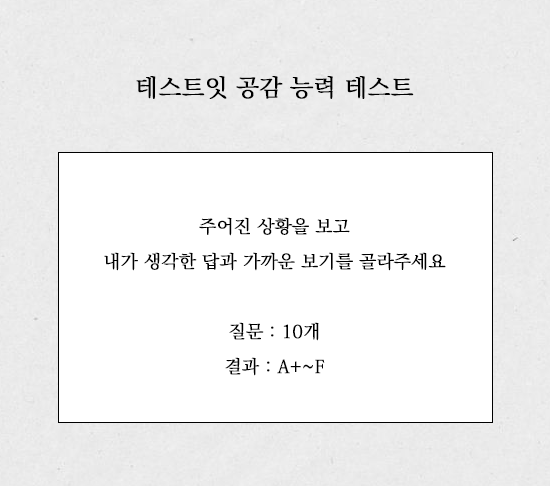 테스트잇 공감 능력 테스트
주어진 상황을 보고
내가 생각한 답과 가까운 보기를 골라주세요
질문 : 10개
결과 : A+~F